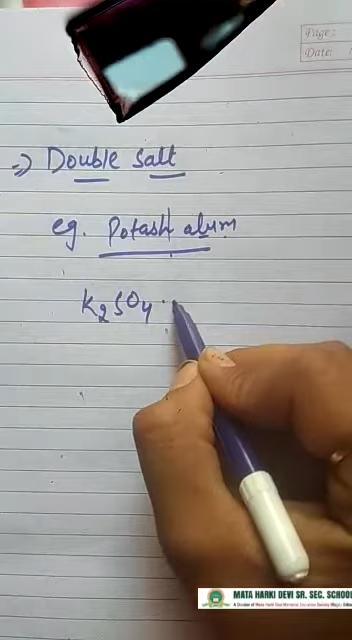 Page:
Date:
=> Double Salt
eg. Potash alum
K2SO4 .
MATA HARKI DEVI SR. SEC. SCHOOL